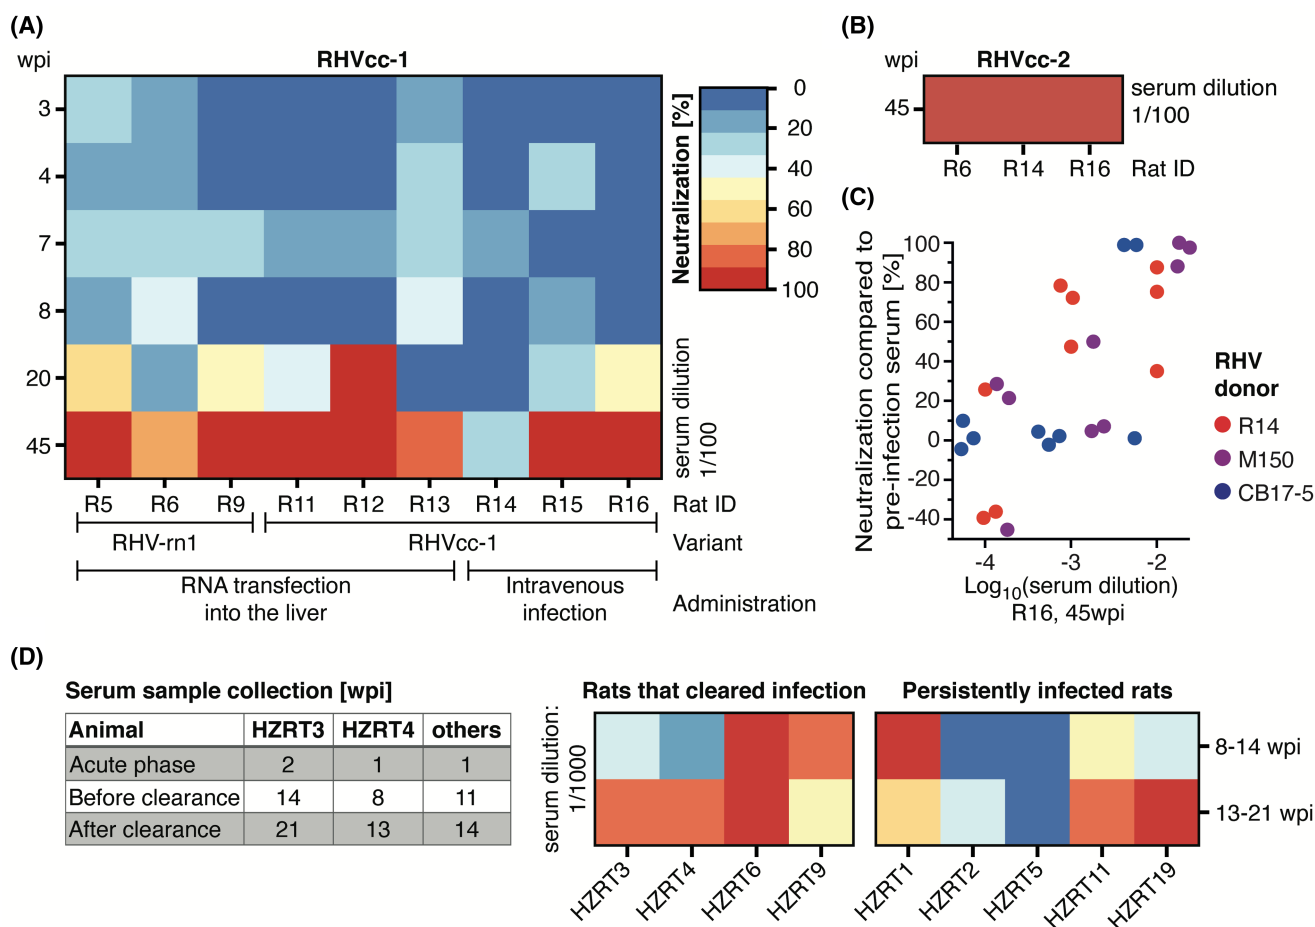 (A)
wpi
RHVcc-1
3
4
7
8
20
45
Neutralization [%]
0
20
40
60
80
100
serum dilution
1/100
R5 R6 R9 R11 R12 R13 R14 R15 R16 Rat ID
RHV-rn1 RHVcc-1 Variant
RNA transfection
into the liver
Intravenous
infection
Administration
(B)
wpi
RHVcc-2
45
serum dilution
1/100
R6 R14 R16 Rat ID
(C)
Neutralization compared to
pre-infection serum [%]
100
80
60
40
20
0
-20
-40
-4 -3 -2
Log10(serum dilution)
R16, 45wpi
RHV
donor
R14
M150
CB17-5
(D)
Serum sample collection [wpi]
Animal HZRT3 HZRT4 others
Acute phase 2 1 1
Before clearance 14 8 11
After clearance 21 13 14
serum dilution:
1/1000
Rats that cleared infection
HZRT3 HZRT4 HZRT6 HZRT9
Persistently infected rats
8-14 wpi
13-21 wpi
HZRT1 HZRT2 HZRT5 HZRT11 HZRT19